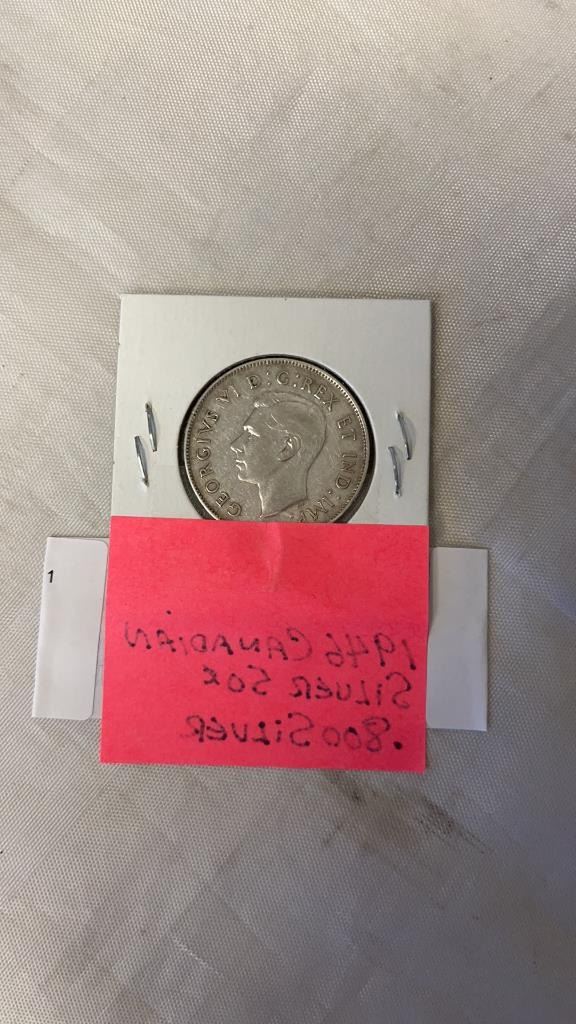 GEORGIVS VI D:G:REX ET IND:IMP
1
1946 CANADIAN
SILVER 50¢
.800 SILVER